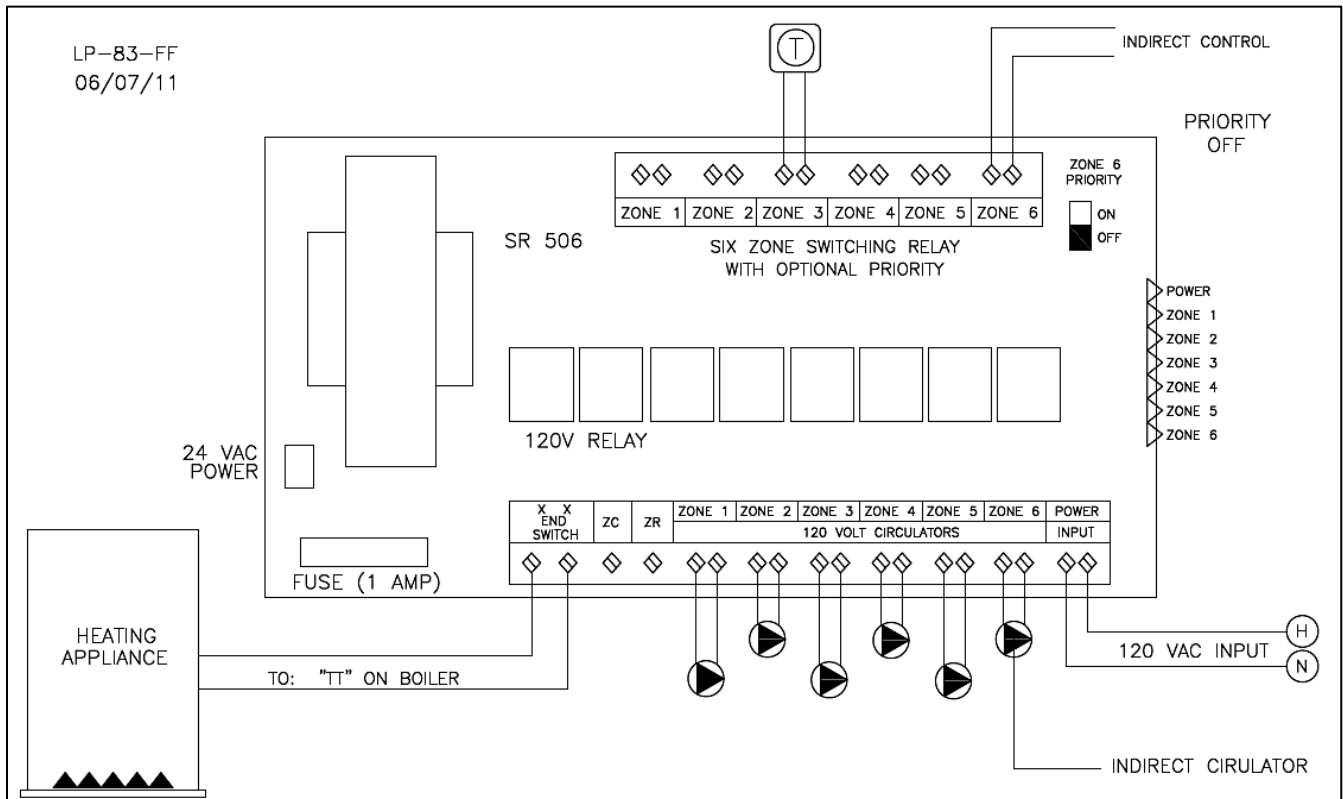 LP-83-FF
06/07/11
T
INDIRECT CONTROL
PRIORITY
OFF
ZONE 6
PRIORITY
ON
OFF
ZONE 1 ZONE 2 ZONE 3 ZONE 4 ZONE 5 ZONE 6
SR 506
SIX ZONE SWITCHING RELAY
WITH OPTIONAL PRIORITY
POWER
ZONE 1
ZONE 2
ZONE 3
ZONE 4
ZONE 5
ZONE 6
120V RELAY
24 VAC
POWER
FUSE (1 AMP)
X X
END
SWITCH
ZC
ZR
ZONE 1 ZONE 2 ZONE 3 ZONE 4 ZONE 5 ZONE 6
120 VOLT CIRCULATORS
POWER
INPUT
HEATING
APPLIANCE
TO: "TT" ON BOILER
120 VAC INPUT
H
N
INDIRECT CIRULATOR